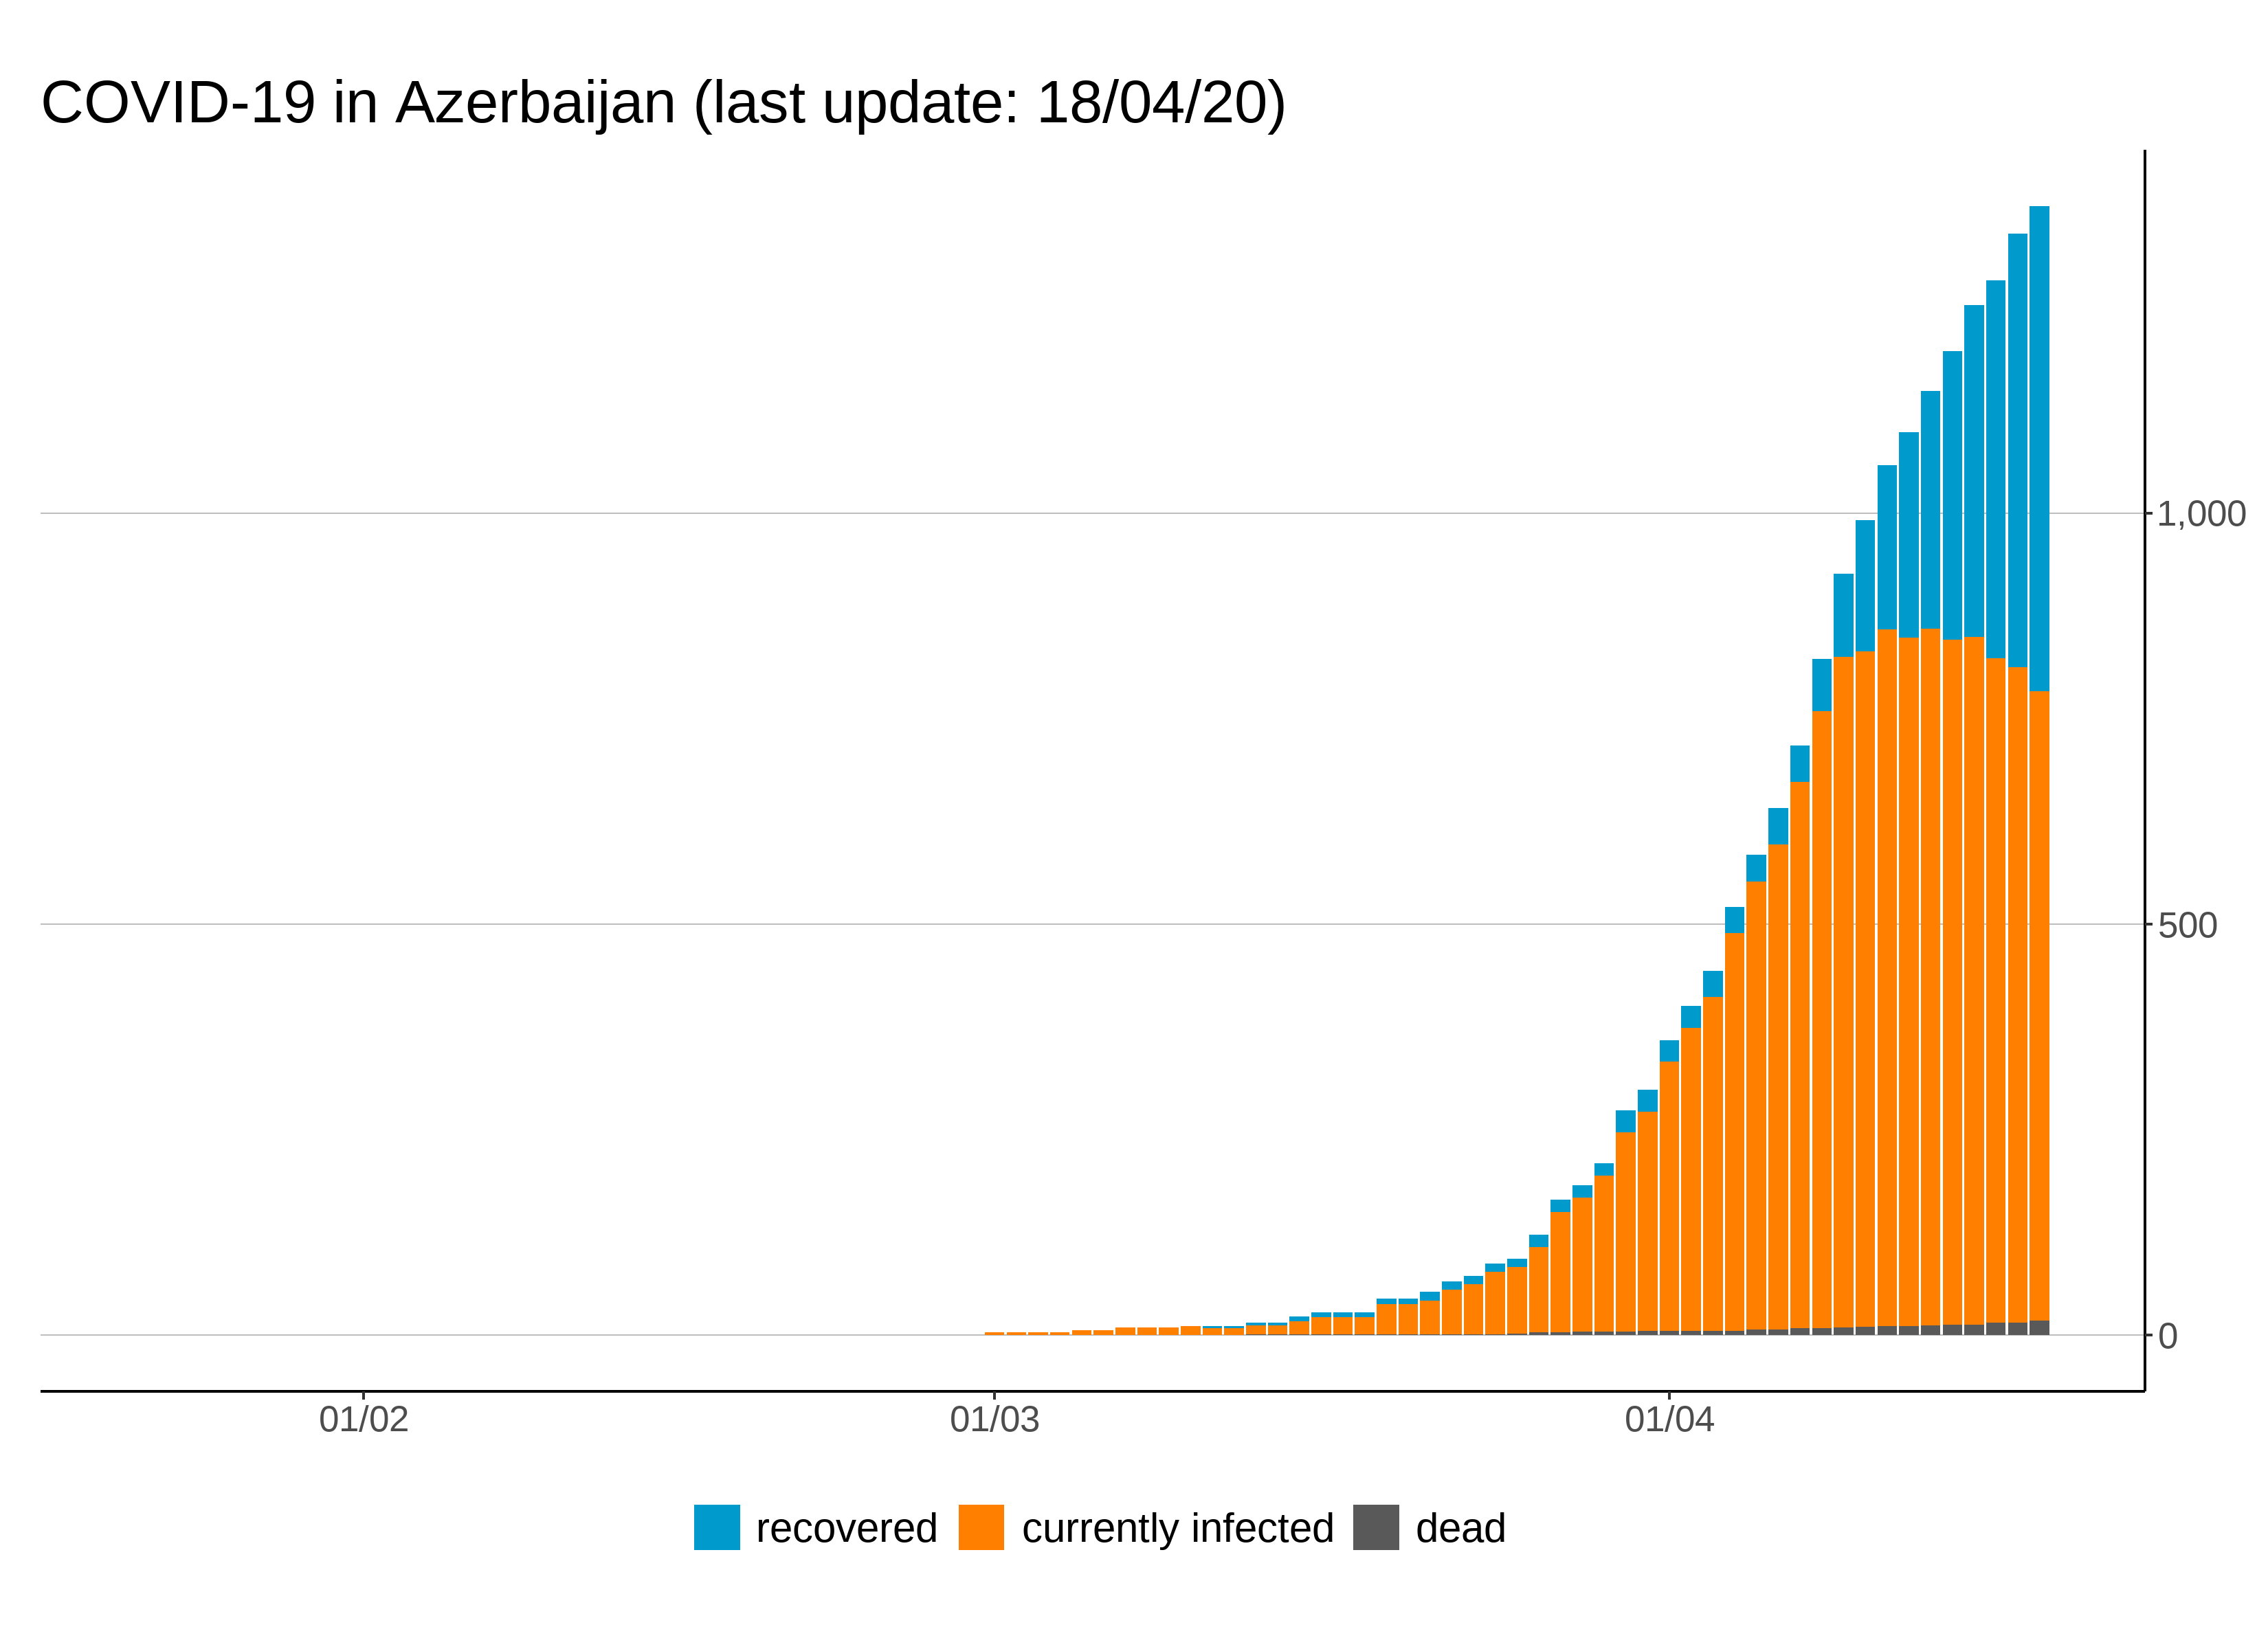 COVID-19 in Azerbaijan (last update: 18/04/20)
1,000
500
0
01/02 01/03 01/04
recovered currently infected dead